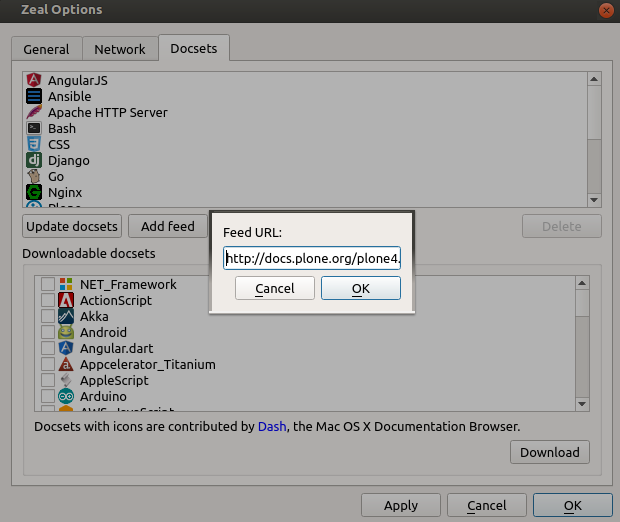 Zeal Options
General Network Docsets
AngularJS
Ansible
Apache HTTP Server
Bash
CSS
Django
Go
Nginx
Update docsets Add feed Delete
Feed URL:
http://docs.plone.org/plone4.
Cancel OK
Downloadable docsets
NET_Framework
ActionScript
Akka
Android
Angular.dart
Appcelerator_Titanium
AppleScript
Arduino
AWS_JavaScript
Docsets with icons are contributed by Dash, the Mac OS X Documentation Browser.
Download
Apply Cancel OK